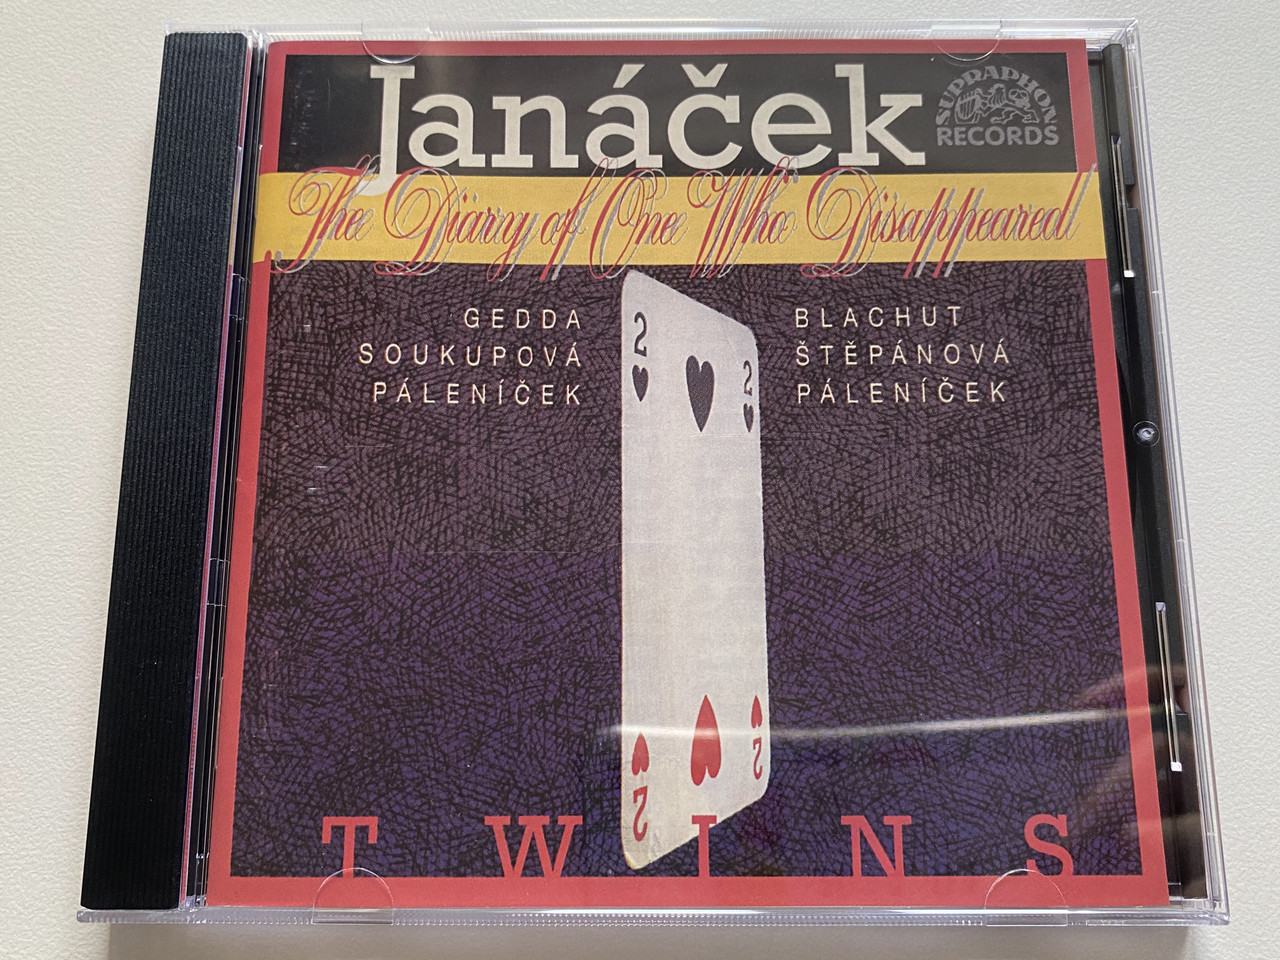 Janáček
SUPRAPHON
RECORDS
„The Diary of One Who Disappeared
GEDDA
SOUKUPOVÁ
PÁLENÍČEK
BLACHUT
ŠTĚPÁNOVÁ
PÁLENÍČEK
2
2
2
2
TWINS